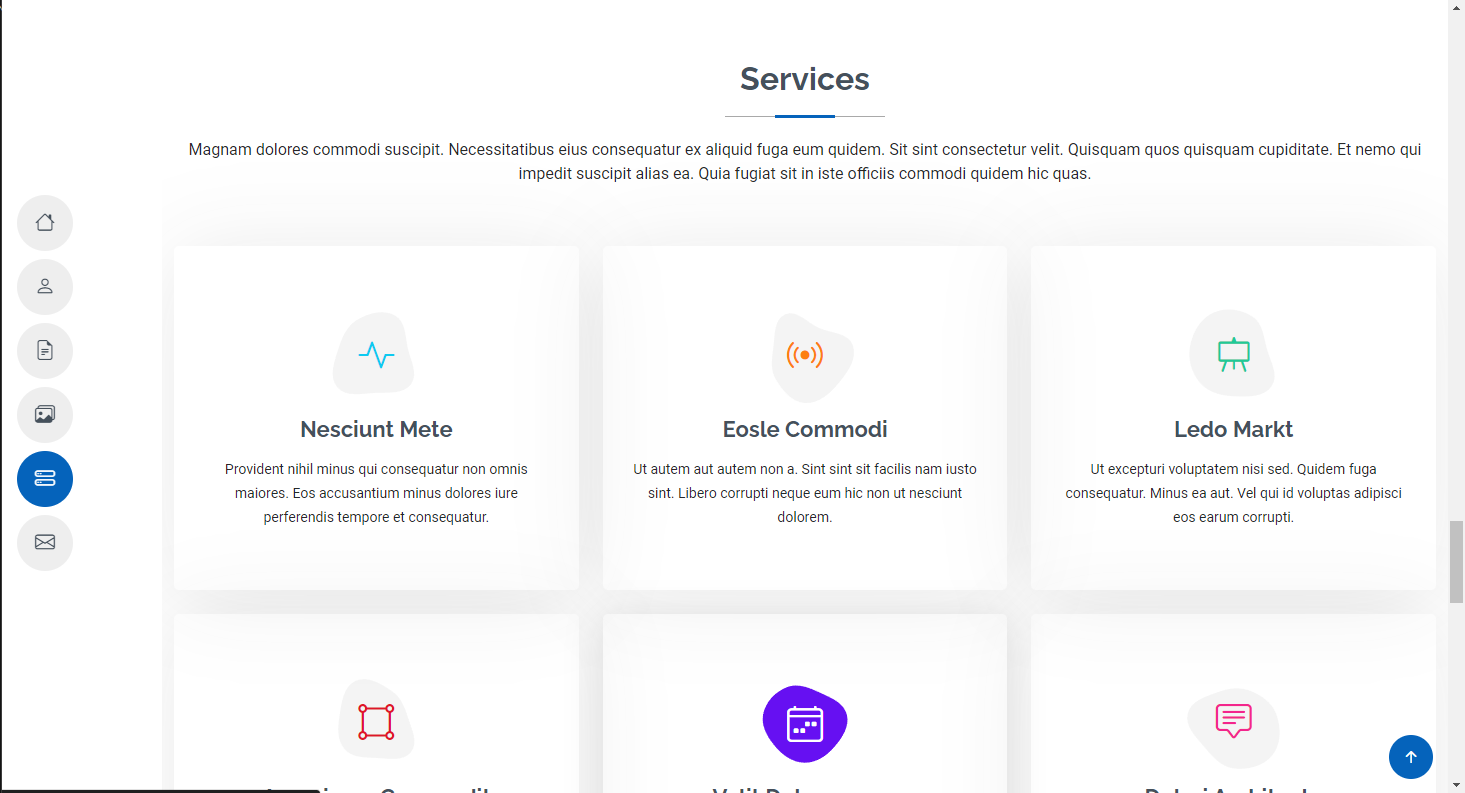 Services
Magnam dolores commodi suscipit. Necessitatibus eius consequatur ex aliquid fuga eum quidem. Sit sint consectetur velit. Quisquam quos quisquam cupiditate. Et nemo qui
impedit suscipit alias ea. Quia fugiat sit in iste officiis commodi quidem hic quas.
Nesciunt Mete
Provident nihil minus qui consequatur non omnis
maiores. Eos accusantium minus dolores iure
perferendis tempore et consequatur.
Eosle Commodi
Ut autem aut autem non a. Sint sint sit facilis nam iusto
sint. Libero corrupti neque eum hic non ut nesciunt
dolorem.
Ledo Markt
Ut excepturi voluptatem nisi sed. Quidem fuga
consequatur. Minus ea aut. Vel qui id voluptas adipisci
eos earum corrupti.